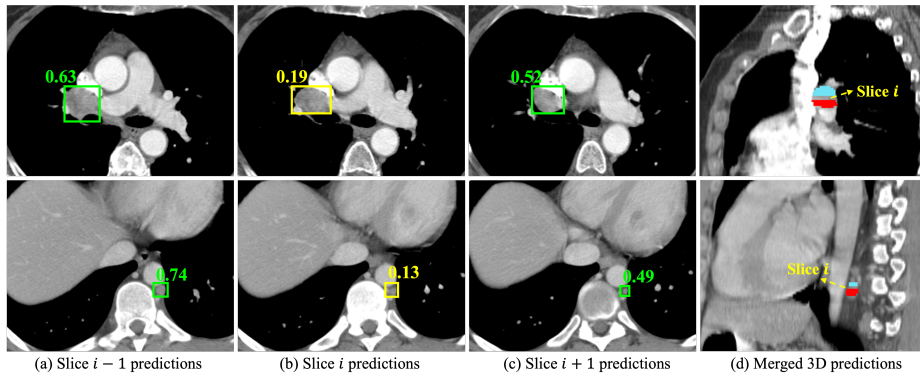 0.63
0.19
0.52
Slice i
0.74
0.13
0.49
Slice i
(a) Slice i − 1 predictions
(b) Slice i predictions
(c) Slice i + 1 predictions
(d) Merged 3D predictions